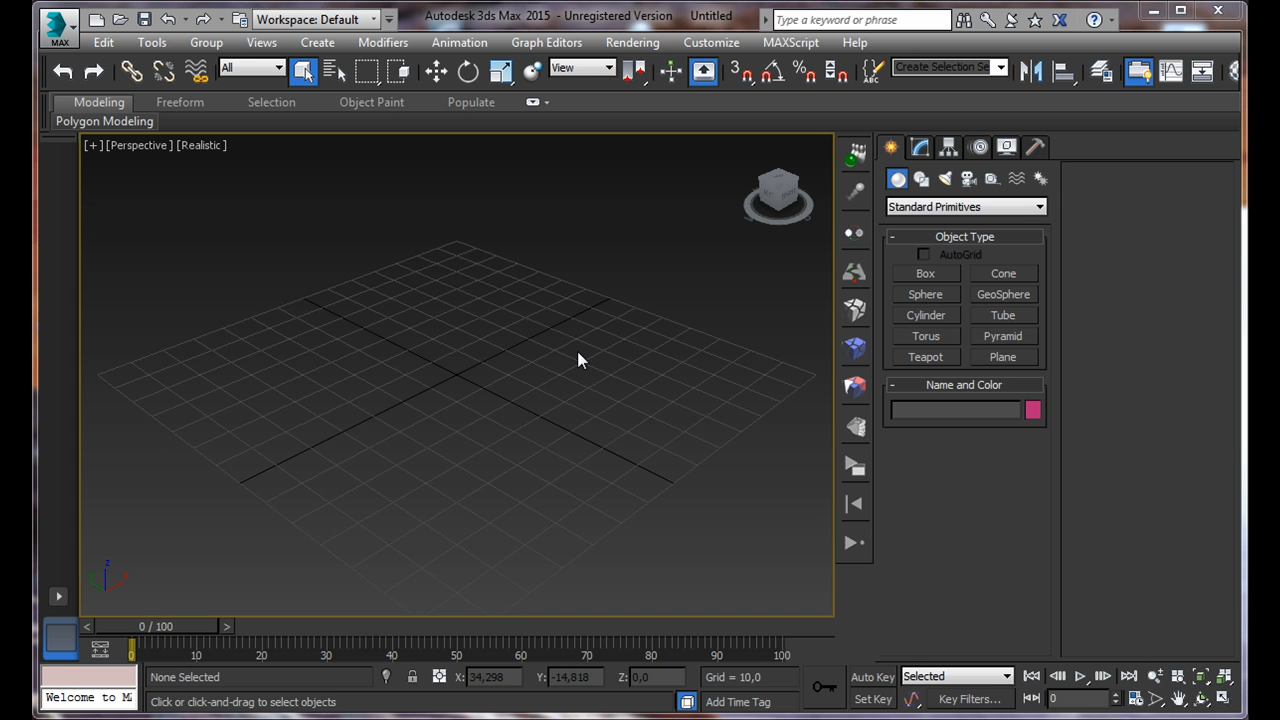 MAX
Workspace: Default
Autodesk 3ds Max 2015 - Unregistered Version Untitled
Type a keyword or phrase
Edit Tools Group Views Create Modifiers Animation Graph Editors Rendering Customize MAXScript Help
All
View
3
ABC
Create Selection Se
Modeling Freeform Selection Object Paint Populate
Polygon Modeling
[+] [Perspective] [Realistic]
Standard Primitives
- Object Type
AutoGrid
Box Cone
Sphere GeoSphere
Cylinder Tube
Torus Pyramid
Teapot Plane
- Name and Color
z
x
< 0 / 100 >
0 10 20 30 40 50 60 70 80 90 100
None Selected X: 34,298 Y: -14,818 Z: 0,0 Grid = 10,0 Auto Key Selected
Welcome to M
Click or click-and-drag to select objects Add Time Tag Set Key Key Filters... 0